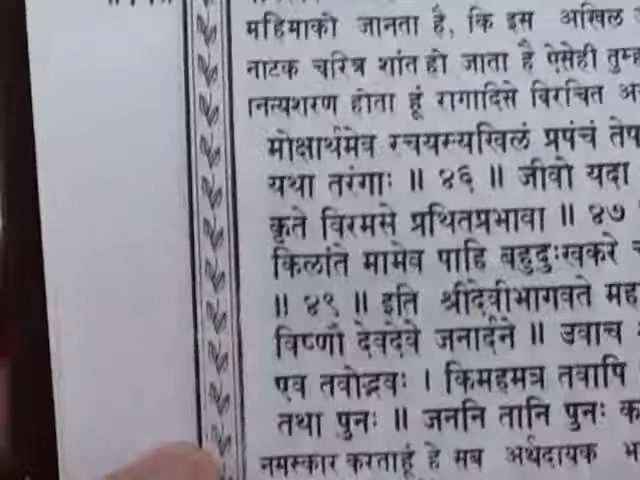 महिमाको जानता है, कि इस अखिल
नाटक चरित्र शांत हो जाता है ऐसेही
नित्यशरण होता हूं रागादिसे विरचित
मोक्षार्थमेव रचयस्यखिलं प्रपंचं
यथा तरंगाः ॥ ४६ ॥ जीवो यदा
कृते विरमसे प्रथितप्रभावा ॥ ४७
किलांते मामेव पाहि बहुदुःखकरे
॥ ४९ ॥ इति श्रीदेवीभागवते
विष्णौ देवदेवे जनार्दने ॥ उवाच
एव तवोद्भवः । किमहमत्र तवापि
तथा पुनः ॥ जननि तानि पुनः
नमस्कार करताहूं हे सब अर्थदायक